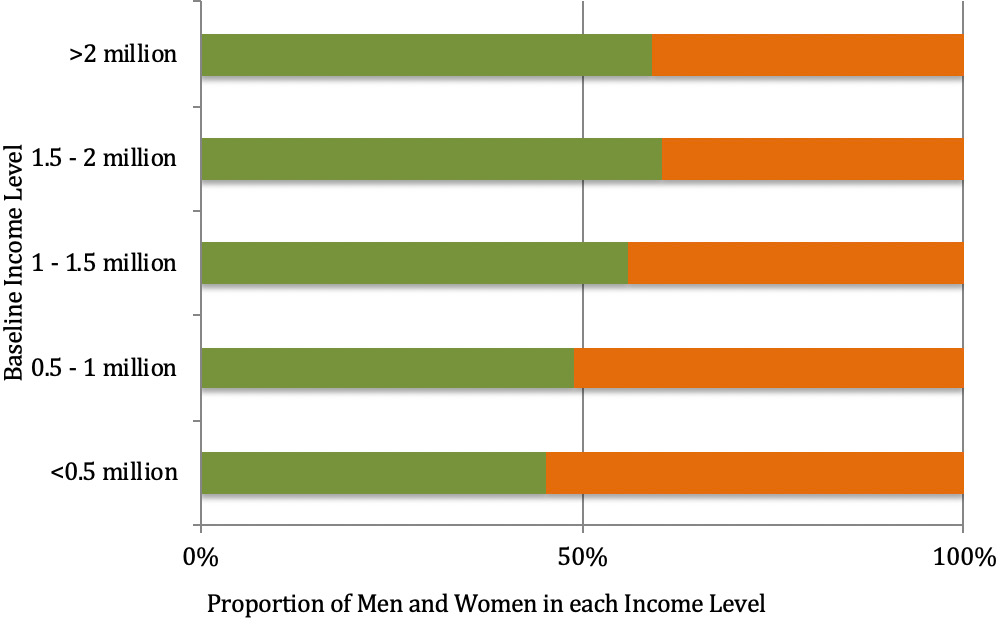 Baseline Income Level
>2 million
1.5 - 2 million
1 - 1.5 million
0.5 - 1 million
<0.5 million
0%
50%
100%
Proportion of Men and Women in each Income Level